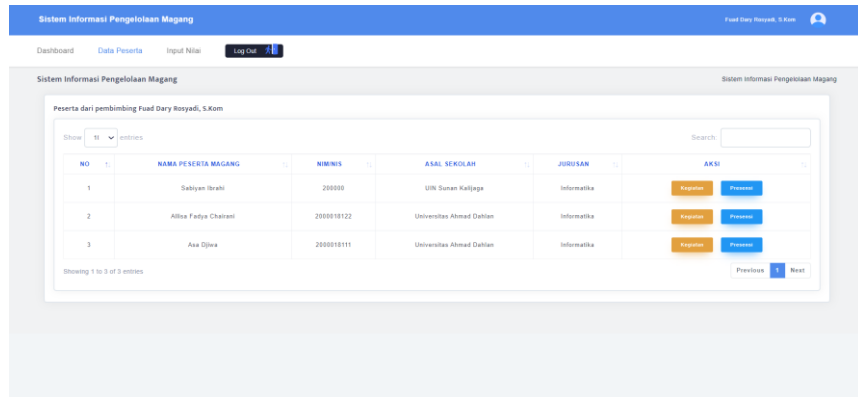 Sistem Informasi Pengelolaan Magang Fuad Dary Rosyadi, S.Kom
Dashboard Data Peserta Input Nilai Log Out
Sistem Informasi Pengelolaan Magang Sistem Informasi Pengelolaan Magang
Peserta dari pembimbing Fuad Dary Rosyadi, S.Kom
Show 10 entries Search:
NO NAMA PESERTA MAGANG NIM/NIS ASAL SEKOLAH JURUSAN AKSI
1 Sabiyan Ibrahi 200000 UIN Sunan Kalijaga Informatika Kegiatan Presensi
2 Allisa Fadya Chairani 2000018122 Universitas Ahmad Dahlan Informatika Kegiatan Presensi
3 Asa Djiwa 2000018111 Universitas Ahmad Dahlan Informatika Kegiatan Presensi
Showing 1 to 3 of 3 entries Previous 1 Next